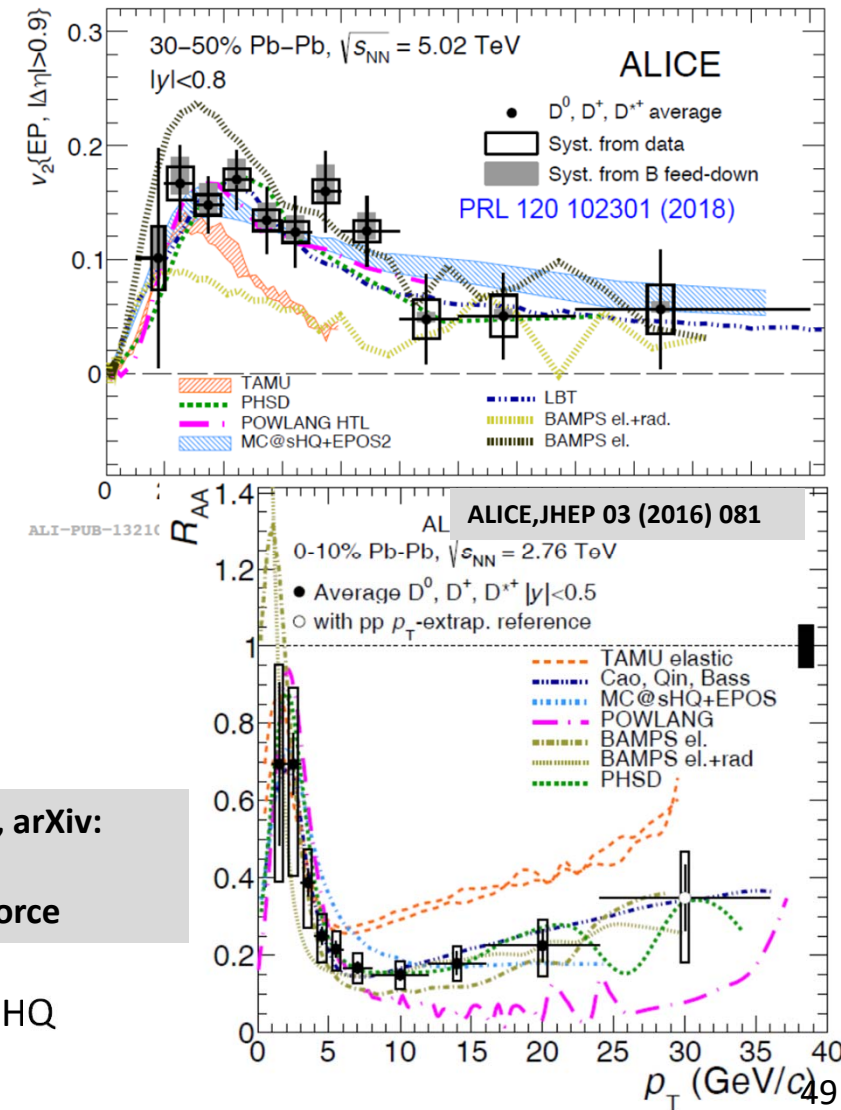 0.3
0.2
0.1
0
v₂{EP, |Δη|>0.9}
30–50% Pb–Pb, √sNN = 5.02 TeV
|y|<0.8
ALICE
D⁰, D⁺, D*⁺ average
Syst. from data
Syst. from B feed-down
PRL 120 102301 (2018)
TAMU
PHSD
POWLANG HTL
MC@sHQ+EPOS2
LBT
BAMPS el.+rad.
BAMPS el.
0
ALI-PUB-1321
RAA
1.4
1.2
1
0.8
0.6
0.4
0.2
0
ALICE,JHEP 03 (2016) 081
0-10% Pb-Pb, √sNN = 2.76 TeV
Average D⁰, D⁺, D*⁺ |y|<0.5
with pp pT-extrap. reference
TAMU elastic
Cao, Qin, Bass
MC@sHQ+EPOS
POWLANG
BAMPS el.
BAMPS el.+rad
PHSD
, arXiv:
orce
HQ
0 5 10 15 20 25 30 35 40
pT (GeV/c)
49